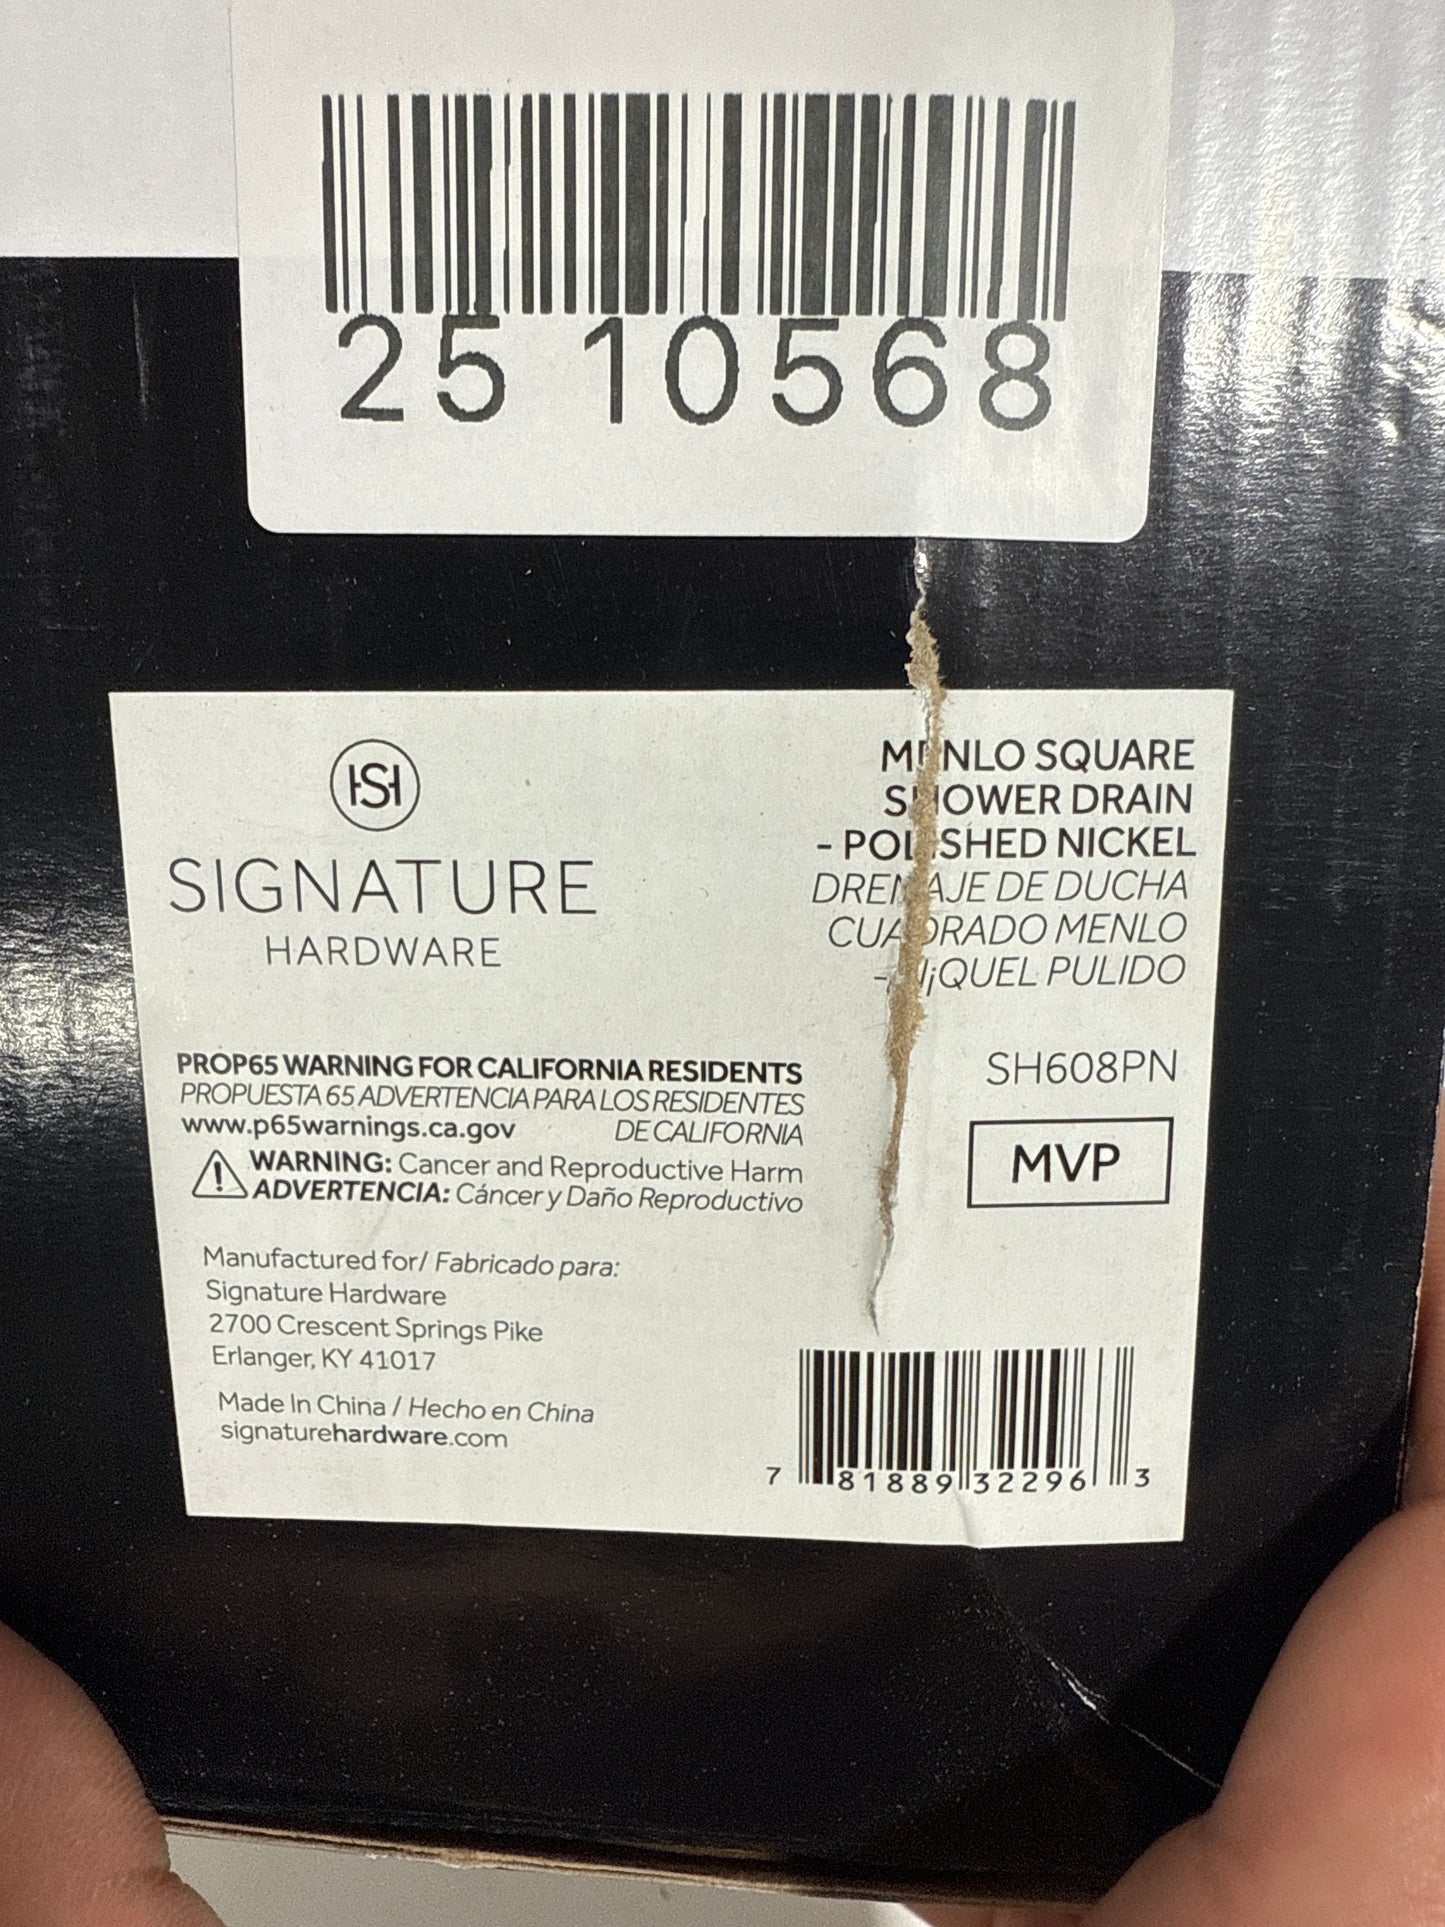 25 10568
HS
SIGNATURE
HARDWARE
MENLO SQUARE
SHOWER DRAIN
- POLISHED NICKEL
DRENAJE DE DUCHA
CUADRADO MENLO
- N¡QUEL PULIDO
SH608PN
MVP
PROP65 WARNING FOR CALIFORNIA RESIDENTS
PROPUESTA 65 ADVERTENCIA PARA LOS RESIDENTES
www.p65warnings.ca.gov DE CALIFORNIA
WARNING: Cancer and Reproductive Harm
ADVERTENCIA: Cáncer y Daño Reproductivo
Manufactured for/ Fabricado para:
Signature Hardware
2700 Crescent Springs Pike
Erlanger, KY 41017
Made In China / Hecho en China
signaturehardware.com
7 81889 32296 3